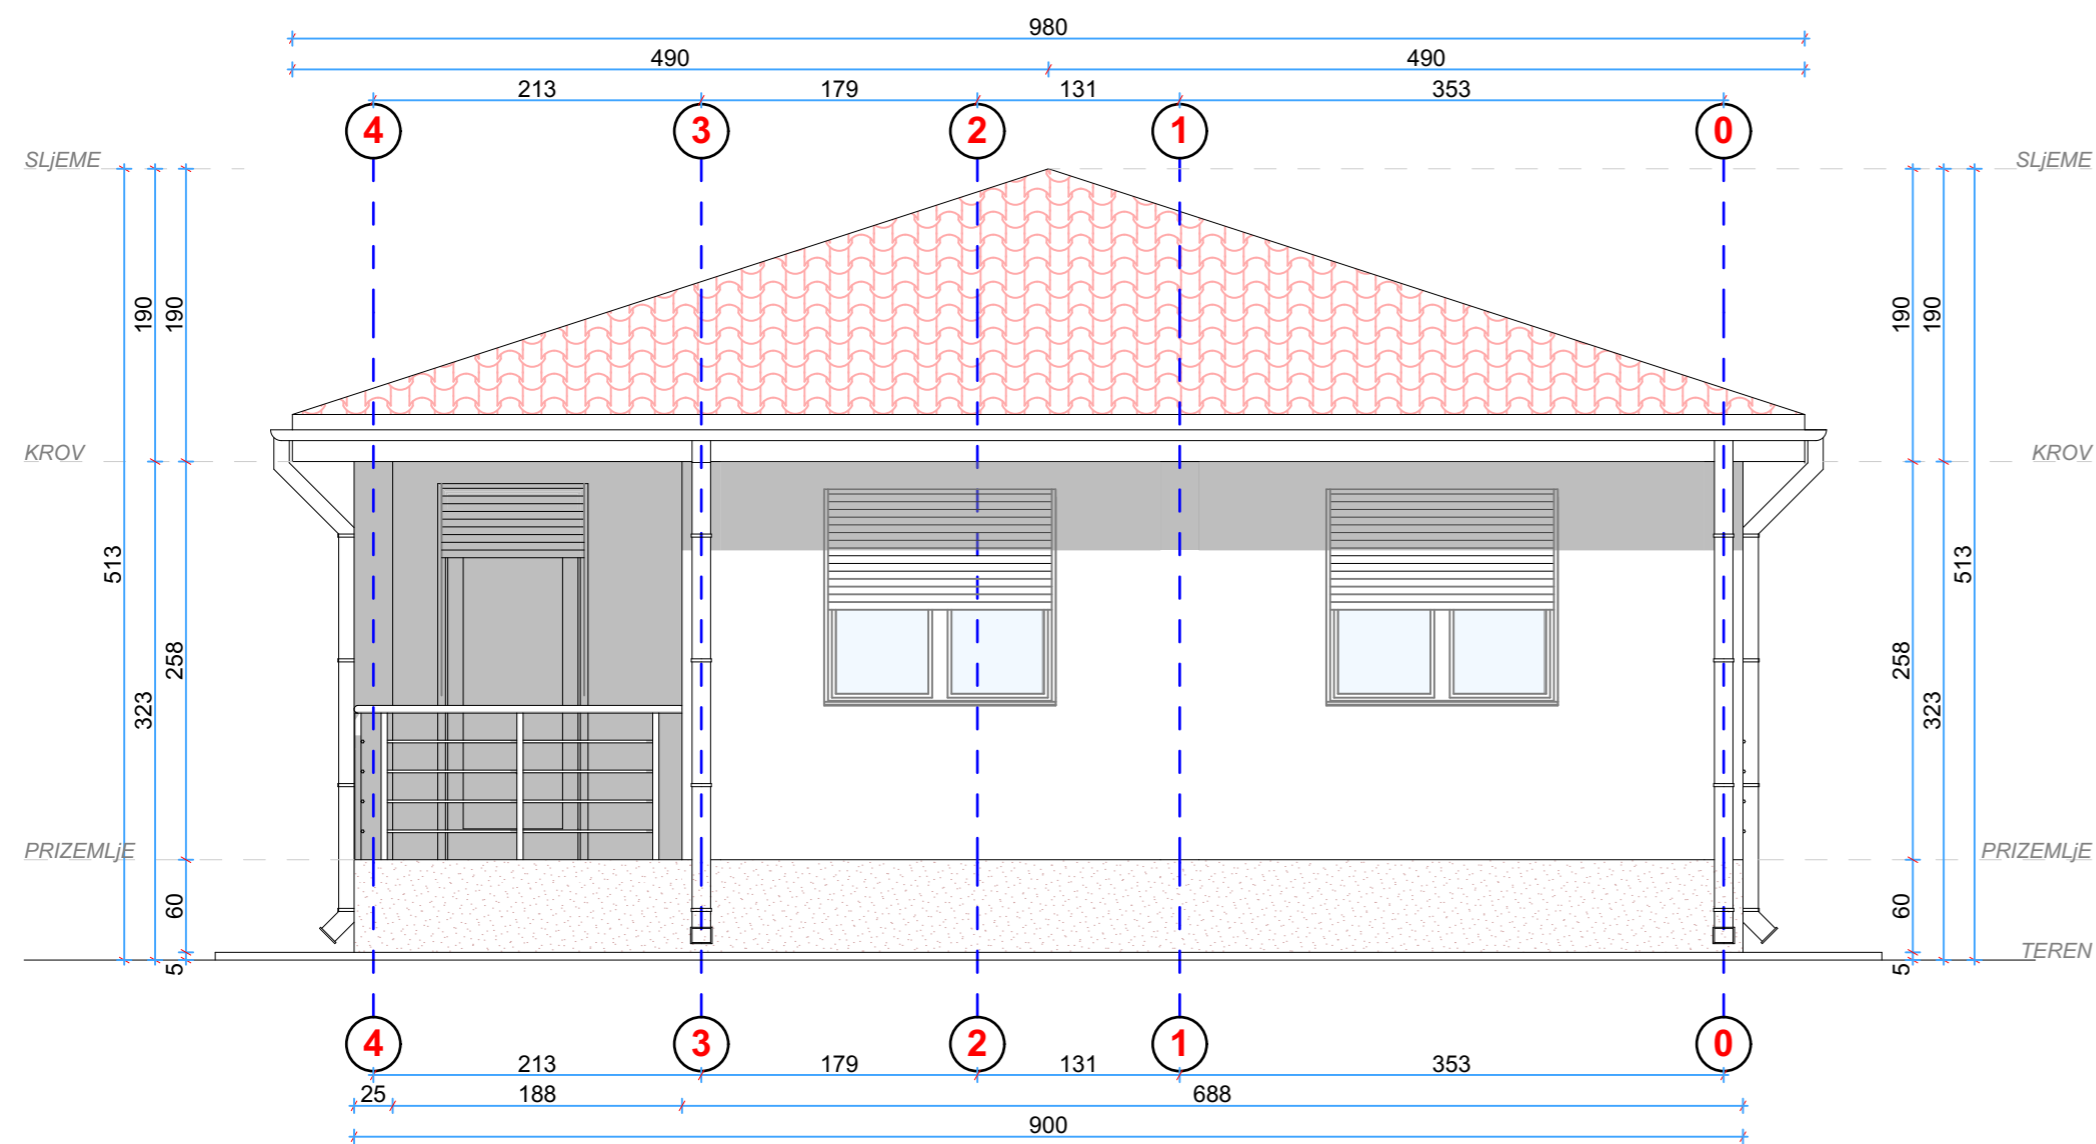 980
490 490
213 179 131 353
4 3 2 1 0
SLjEME SLjEME
190 190 190 190
KROV KROV
513 513
258 258
323 323
PRIZEMLjE PRIZEMLjE
60 60
TEREN
5 5
4 3 2 1 0
213 179 131 353
25 188 688
900